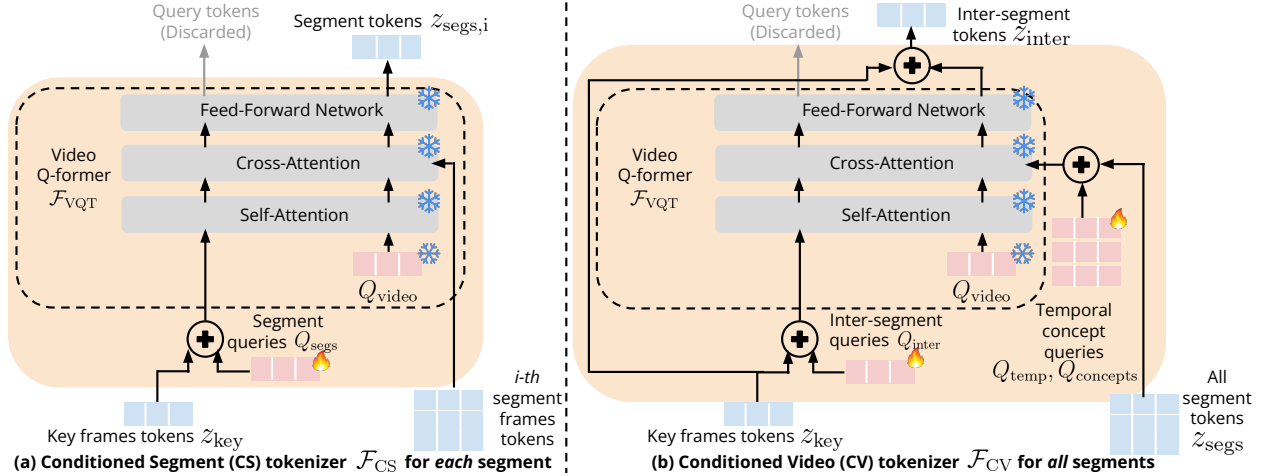 Query tokens
(Discarded)
Segment tokens z_segs,i
Feed-Forward Network
Video
Q-former
F_VQT
Cross-Attention
Self-Attention
Q_video
Segment
queries Q_segs
i-th
segment
frames
tokens
Key frames tokens z_key
(a) Conditioned Segment (CS) tokenizer F_CS for each segment
Query tokens
(Discarded)
Inter-segment
tokens z_inter
Feed-Forward Network
Video
Q-former
F_VQT
Cross-Attention
Self-Attention
Q_video
Inter-segment
queries Q_inter
Temporal
concept
queries
Q_temp, Q_concepts
All
segment
tokens
z_segs
Key frames tokens z_key
(b) Conditioned Video (CV) tokenizer F_CV for all segments